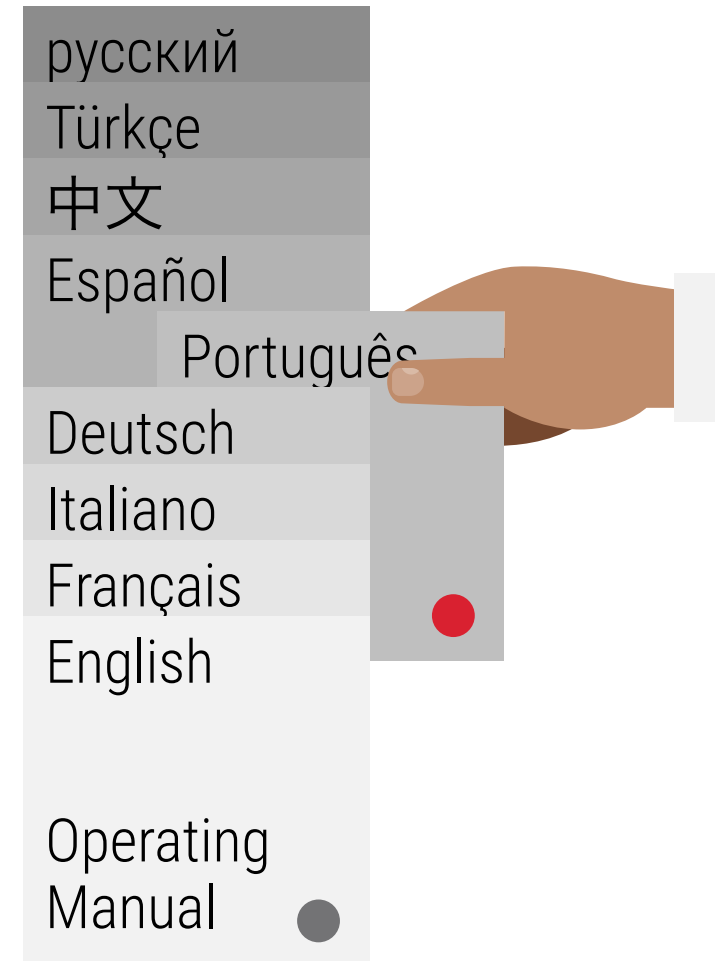 русский
Türkçe
中文
Español
Português
Deutsch
Italiano
Français
English
Operating
Manual